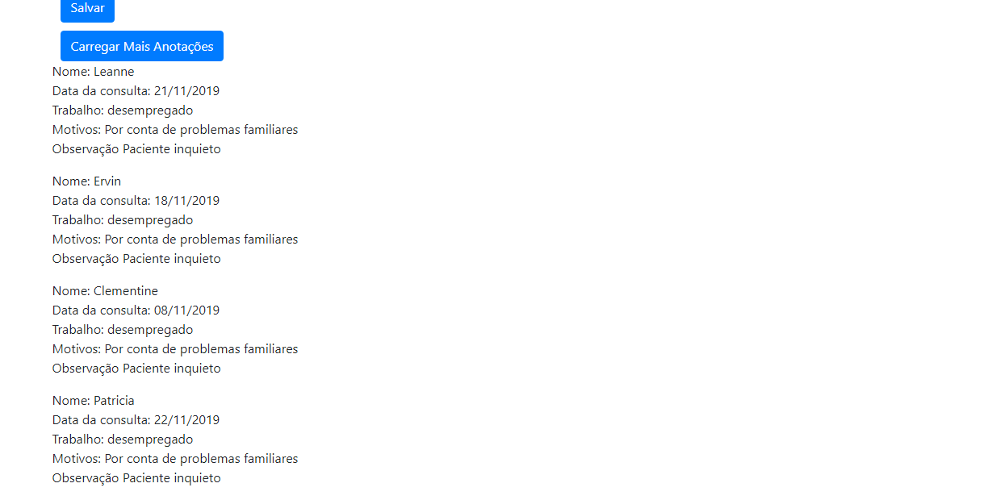 Salvar
Carregar Mais Anotações
Nome: Leanne
Data da consulta: 21/11/2019
Trabalho: desempregado
Motivos: Por conta de problemas familiares
Observação Paciente inquieto
Nome: Ervin
Data da consulta: 18/11/2019
Trabalho: desempregado
Motivos: Por conta de problemas familiares
Observação Paciente inquieto
Nome: Clementine
Data da consulta: 08/11/2019
Trabalho: desempregado
Motivos: Por conta de problemas familiares
Observação Paciente inquieto
Nome: Patricia
Data da consulta: 22/11/2019
Trabalho: desempregado
Motivos: Por conta de problemas familiares
Observação Paciente inquieto